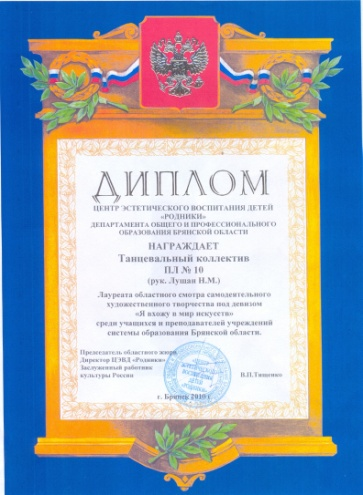 ДИПЛОМ
ЦЕНТР ЭСТЕТИЧЕСКОГО ВОСПИТАНИЯ ДЕТЕЙ
«РОДНИКИ»
ДЕПАРТАМЕНТА ОБЩЕГО И ПРОФЕССИОНАЛЬНОГО
ОБРАЗОВАНИЯ БРЯНСКОЙ ОБЛАСТИ
НАГРАЖДАЕТ
Танцевальный коллектив
ПЛ № 10
(рук. Лущая Н.М.)
Лауреата областного смотра самодеятельного
художественного творчества под девизом
«Я вхожу в мир искусств»
среди учащихся и преподавателей учреждений
системы образования Брянской области.
Председатель областного жюри
Директор ЦЭВД «Родники»
Заслуженный работник
культуры России
В.П.Тищенко
г. Брянск 2010 г.